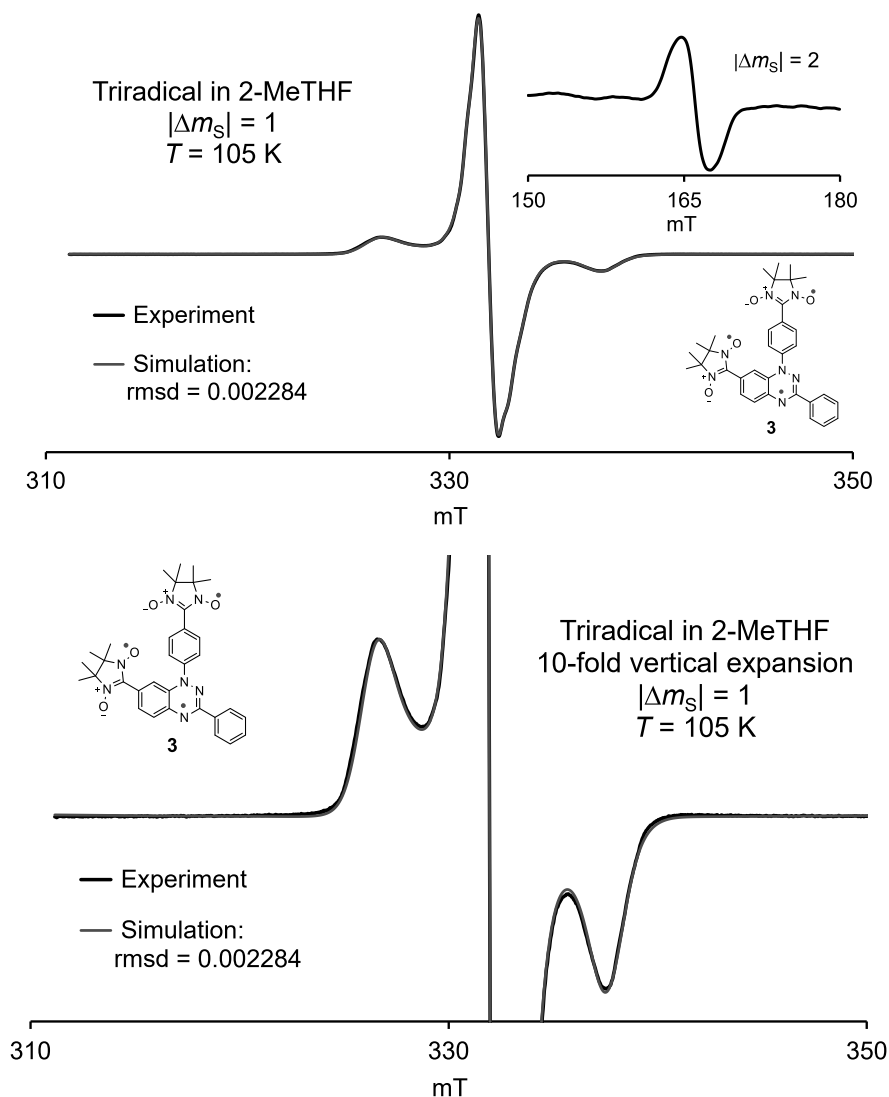 Triradical in 2-MeTHF
|Δm_S| = 1
T = 105 K
|Δm_S| = 2
150 165 180
mT
Experiment
Simulation:
rmsd = 0.002284
−O + N N O•
N O•
N + N N
O− N• 
3
310 330 350
mT
−O + N N O•
N O•
N + N N
O− N•
3
Triradical in 2-MeTHF
10-fold vertical expansion
|Δm_S| = 1
T = 105 K
Experiment
Simulation:
rmsd = 0.002284
310 330 350
mT